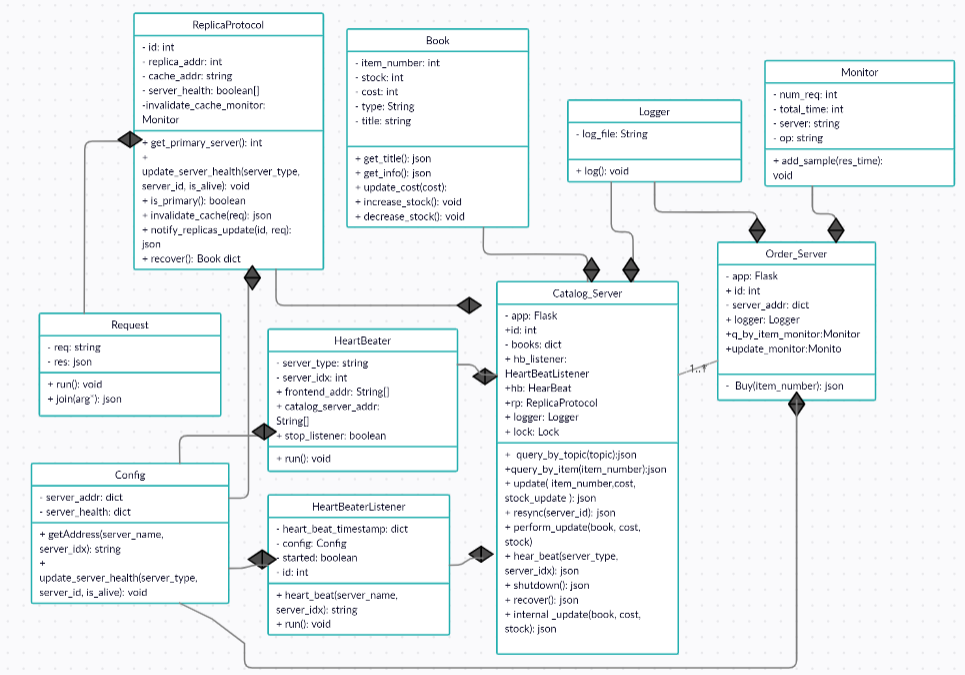 ReplicaProtocol
- id: int
- replica_addr: int
- cache_addr: string
- server_health: boolean[]
-invalidate_cache_monitor:
Monitor
+ get_primary_server(): int
+
update_server_health(server_type,
server_id, is_alive): void
+ is_primary(): boolean
+ invalidate_cache(req): json
+ notify_replicas_update(id, req):
json
+ recover(): Book dict
Book
- item_number: int
- stock: int
- cost: int
- type: String
- title: string
+ get_title(): json
+ get_info(): json
+ update_cost(cost):
+ increase_stock(): void
+ decrease_stock(): void
Logger
- log_file: String
+ log(): void
Monitor
- num_req: int
- total_time: int
- server: string
- op: string
+ add_sample(res_time):
void
Order_Server
- app: Flask
+ id: int
- server_addr: dict
+ logger: Logger
+q_by_item_monitor:Monitor
+update_monitor:Monito
- Buy(item_number): json
Catalog_Server
- app: Flask
+id: int
- books: dict
+ hb_listener:
HeartBeatListener
+hb: HearBeat
+rp: ReplicaProtocol
+ logger: Logger
+ lock: Lock
+ query_by_topic(topic):json
+query_by_item(item_number):json
+ update( item_number,cost,
stock_update ): json
+ resync(server_id): json
+ perform_update(book, cost,
stock)
+ hear_beat(server_type,
server_idx): json
+ shutdown(): json
+ recover(): json
+ internal _update(book, cost,
stock): json
1..*
Request
- req: string
- res: json
+ run(): void
+ join(arg*): json
HeartBeater
- server_type: string
- server_idx: int
+ frontend_addr: String[]
+ catalog_server_addr:
String[]
+ stop_listener: boolean
+ run(): void
Config
- server_addr: dict
- server_health: dict
+ getAddress(server_name,
server_idx): string
+
update_server_health(server_type,
server_id, is_alive): void
HeartBeaterListener
- heart_beat_timestamp: dict
- config: Config
- started: boolean
- id: int
+ heart_beat(server_name,
server_idx): string
+ run(): void